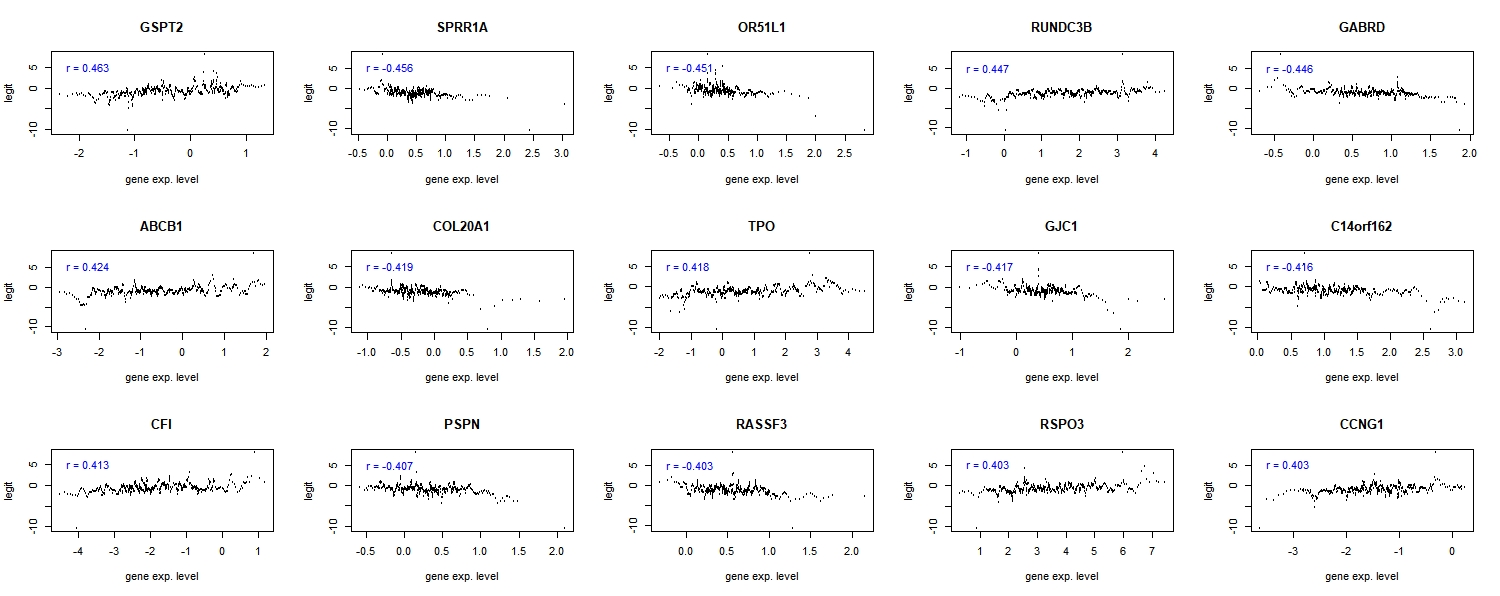 GSPT2 SPRR1A OR51L1 RUNDC3B GABRD
r = 0.463 r = -0.456 r = -0.451 r = 0.447 r = -0.446
legit legit legit legit legit
5 5 5 5 5
0 0 0 0 0
-10 -10 -10 -10 -10
-2 -1 0 1 -0.5 0.0 0.5 1.0 1.5 2.0 2.5 3.0 -0.5 0.0 0.5 1.0 1.5 2.0 2.5 -1 0 1 2 3 4 -0.5 0.0 0.5 1.0 1.5 2.0
gene exp. level gene exp. level gene exp. level gene exp. level gene exp. level
ABCB1 COL20A1 TPO GJC1 C14orf162
r = 0.424 r = -0.419 r = 0.418 r = -0.417 r = -0.416
legit legit legit legit legit
5 5 5 5 5
0 0 0 0 0
-10 -10 -10 -10 -10
-3 -2 -1 0 1 2 -1.0 -0.5 0.0 0.5 1.0 1.5 2.0 -2 -1 0 1 2 3 4 -1 0 1 2 0.0 0.5 1.0 1.5 2.0 2.5 3.0
gene exp. level gene exp. level gene exp. level gene exp. level gene exp. level
CFI PSPN RASSF3 RSPO3 CCNG1
r = 0.413 r = -0.407 r = -0.403 r = 0.403 r = 0.403
legit legit legit legit legit
5 5 5 5 5
0 0 0 0 0
-10 -10 -10 -10 -10
-4 -3 -2 -1 0 1 -0.5 0.0 0.5 1.0 1.5 2.0 0.0 0.5 1.0 1.5 2.0 1 2 3 4 5 6 7 -3 -2 -1 0
gene exp. level gene exp. level gene exp. level gene exp. level gene exp. level